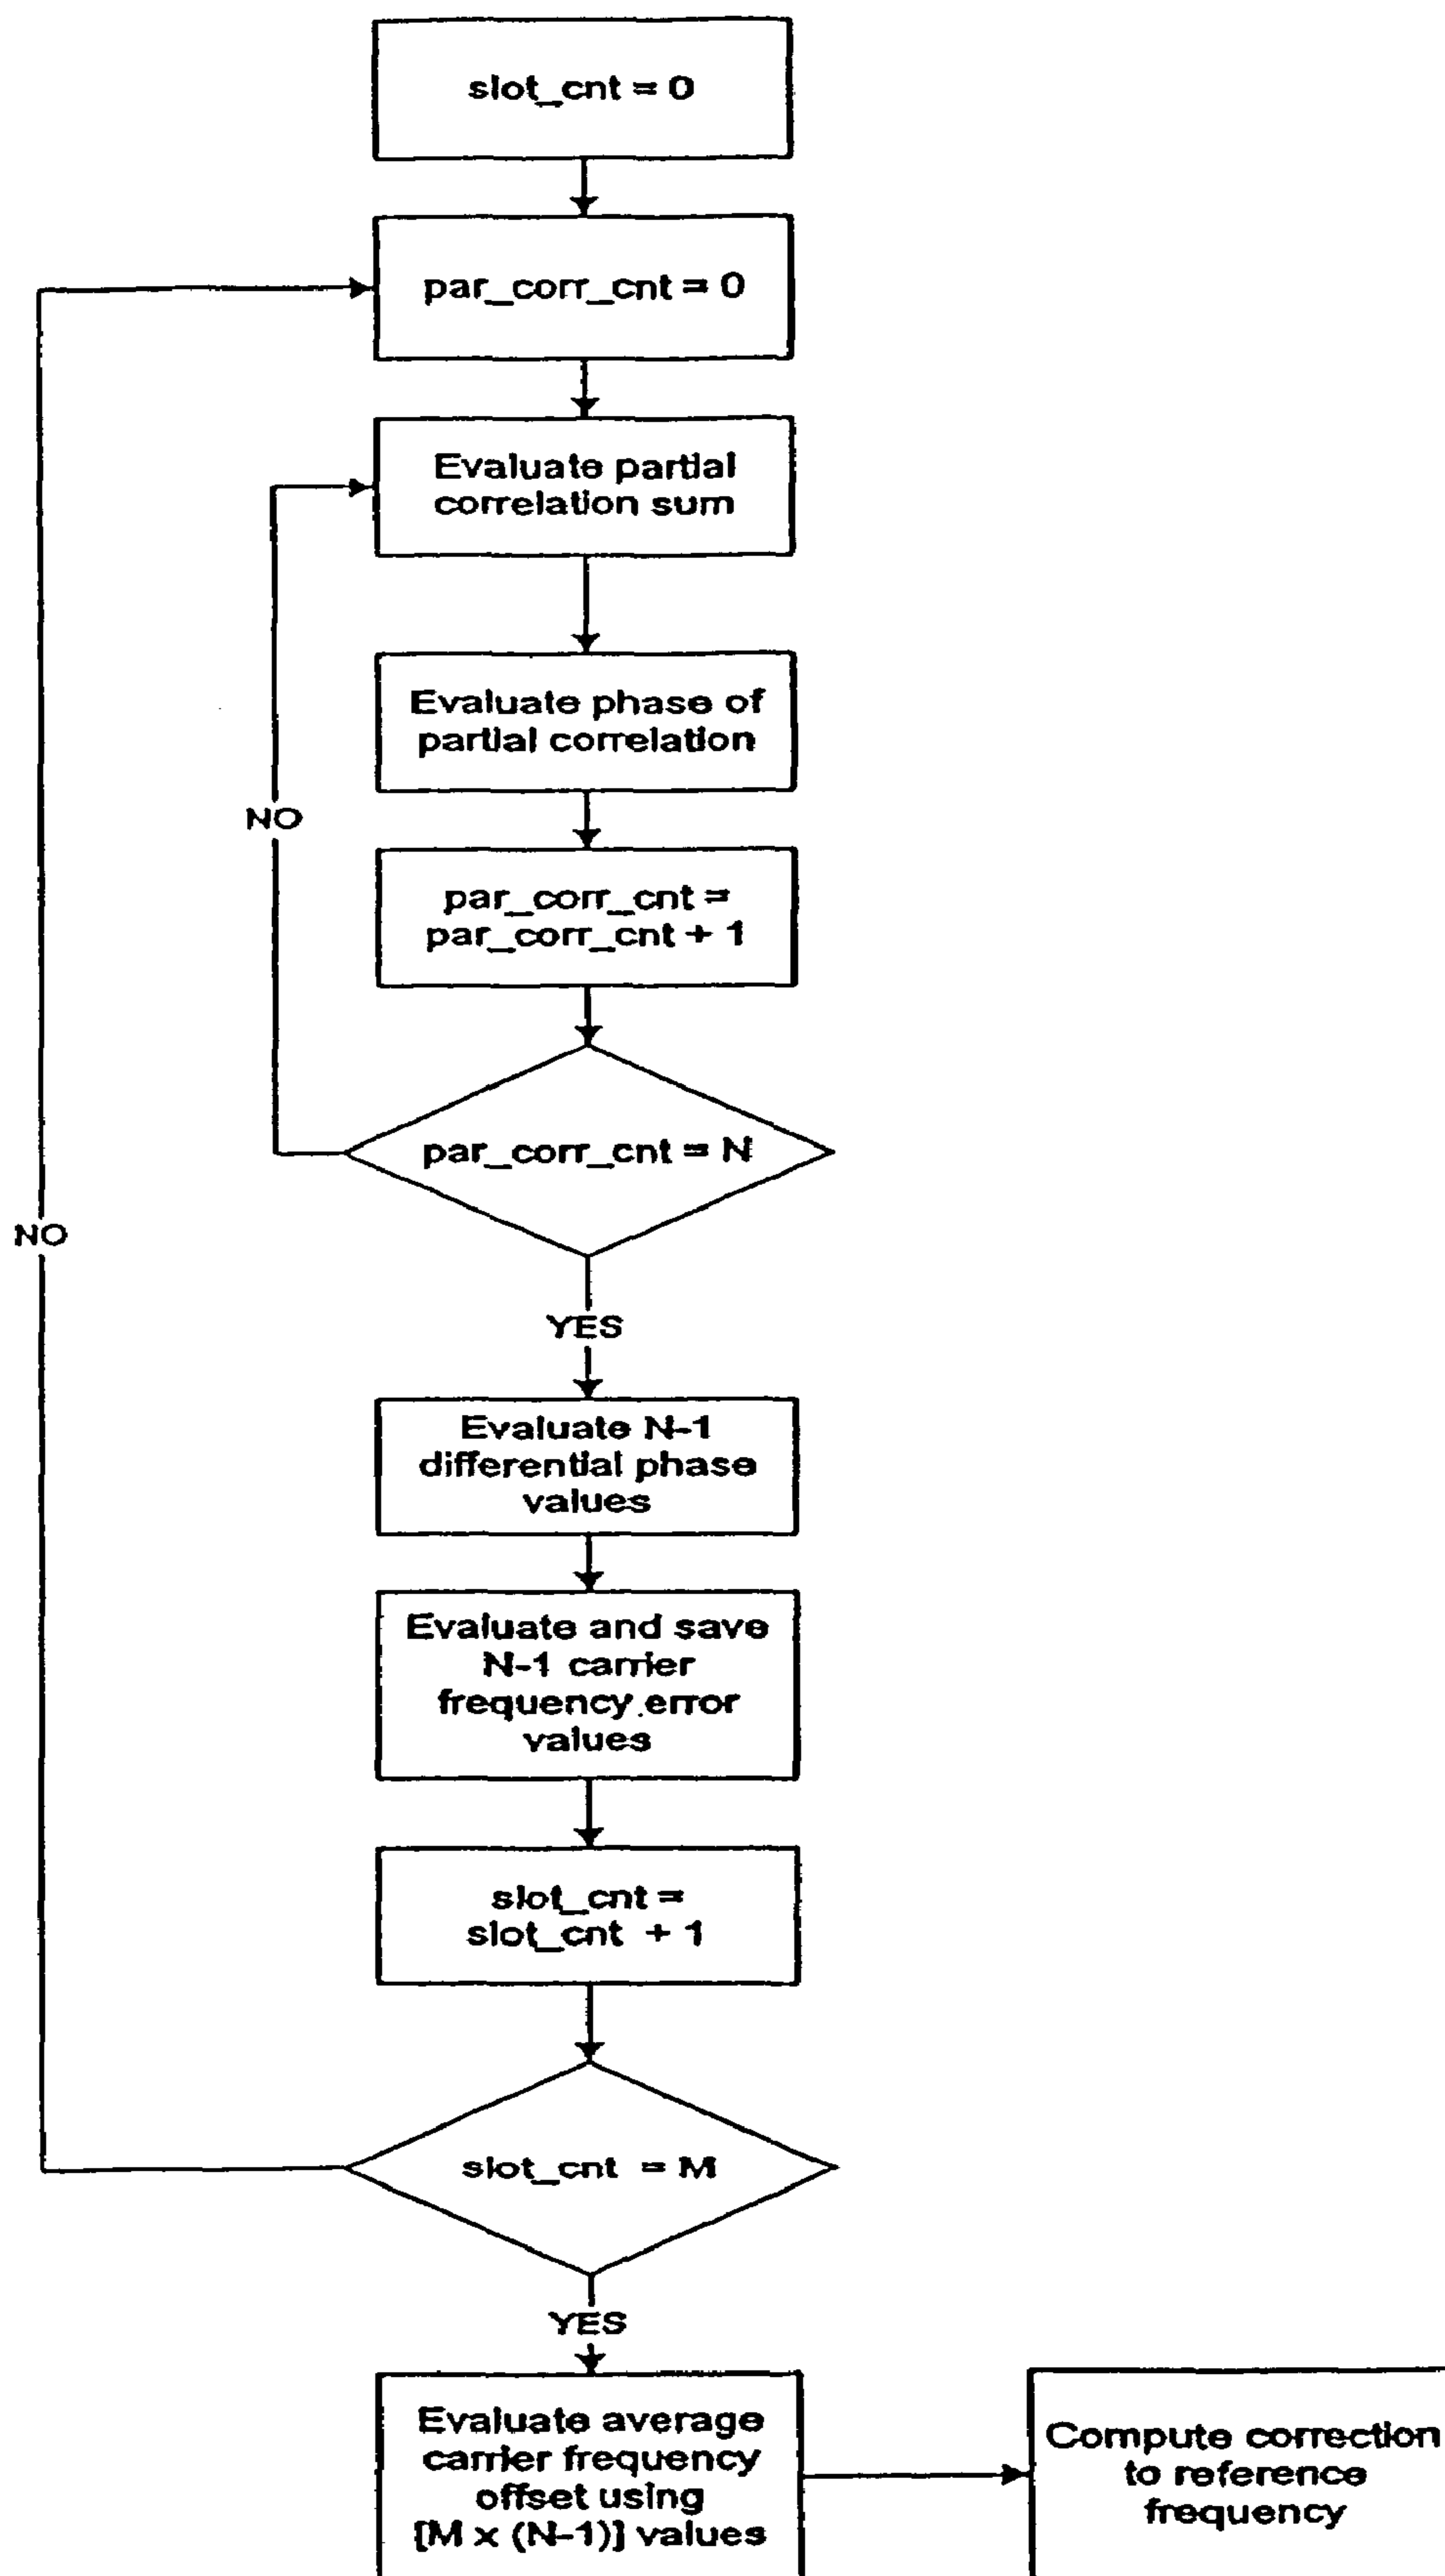 slot_cnt = 0
par_corr_cnt = 0
Evaluate partial
correlation sum
Evaluate phase of
partial correlation
NO
par_corr_cnt =
par_corr_cnt + 1
par_corr_cnt = N
NO
YES
Evaluate N-1
differential phase
values
Evaluate and save
N-1 carrier
frequency error
values
slot_cnt =
slot_cnt + 1
slot_cnt = M
YES
Evaluate average
carrier frequency
offset using
[M x (N-1)] values
Compute correction
to reference
frequency